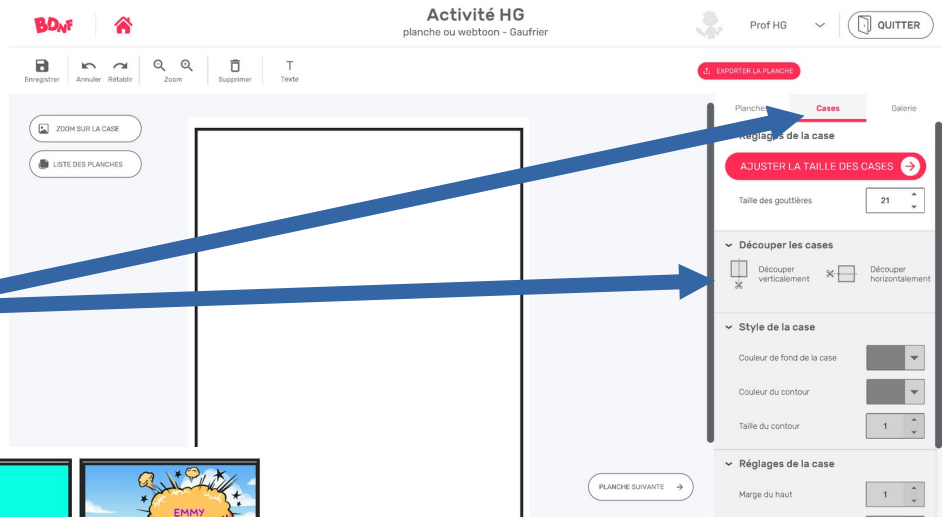 BDnF
Activité HG
planche ou webtoon - Gaufrier
Prof HG
QUITTER
Enregistrer
Annuler
Rétablir
Zoom
Supprimer
T
Texte
EXPORTER LA PLANCHE
ZOOM SUR LA CASE
LISTE DES PLANCHES
Planches
Cases
Galerie
Réglages de la case
AJUSTER LA TAILLE DES CASES
Taille des gouttières
21
Découper les cases
Découper
verticalement
Découper
horizontalement
Style de la case
Couleur de fond de la case
Couleur du contour
Taille du contour
1
Réglages de la case
Marge du haut
1
PLANCHE SUIVANTE
EMMY